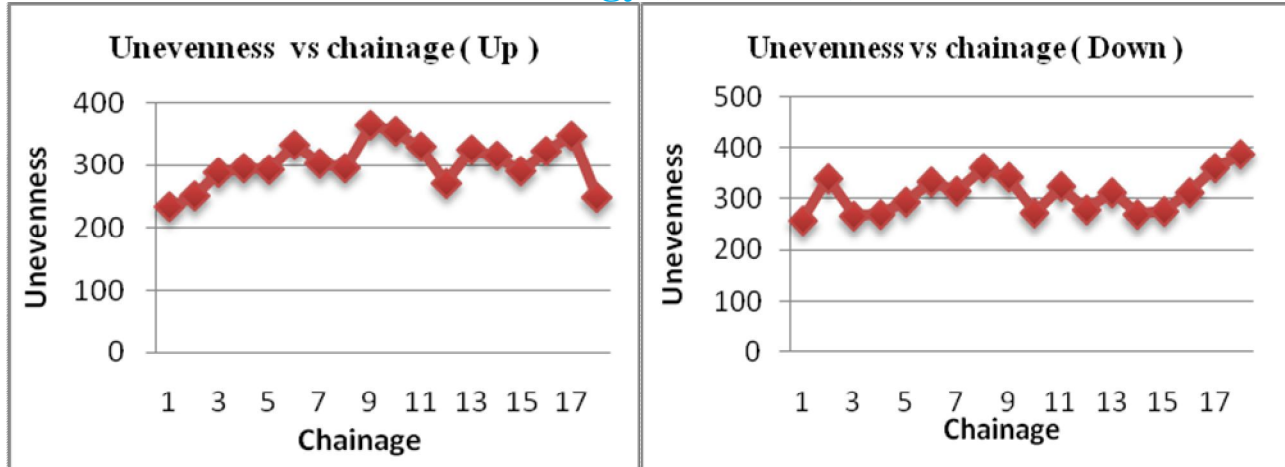 Unevenness vs chainage ( Up )
400
300
200
100
0
Unevenness
1 3 5 7 9 11 13 15 17
Chainage
Unevenness vs chainage ( Down )
500
400
300
200
100
0
Unevenness
1 3 5 7 9 11 13 15 17
Chainage